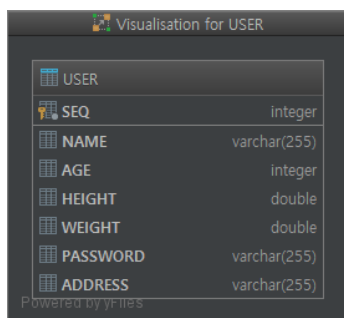 Visualisation for USER
USER
SEQ integer
NAME varchar(255)
AGE integer
HEIGHT double
WEIGHT double
PASSWORD varchar(255)
ADDRESS varchar(255)
Powered by yFiles